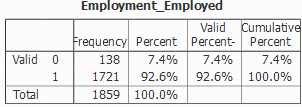 Employment_Employed
Valid Cumulative
Frequency Percent Percent- Percent
Valid 0 138 7.4% 7.4% 7.4%
1 1721 92.6% 92.6% 100.0%
Total 1859 100.0%